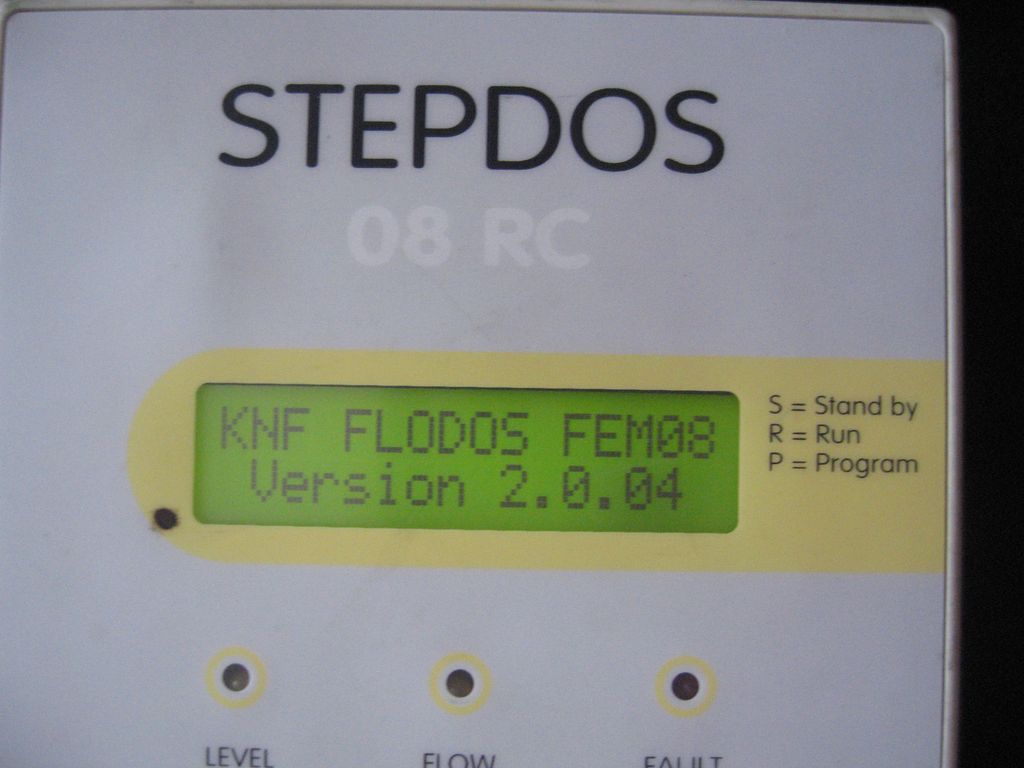 STEPDOS
08 RC
KNF FLODOS FEM08
Version 2.0.04
S = Stand by
R = Run
P = Program
LEVEL
FLOW
FAULT